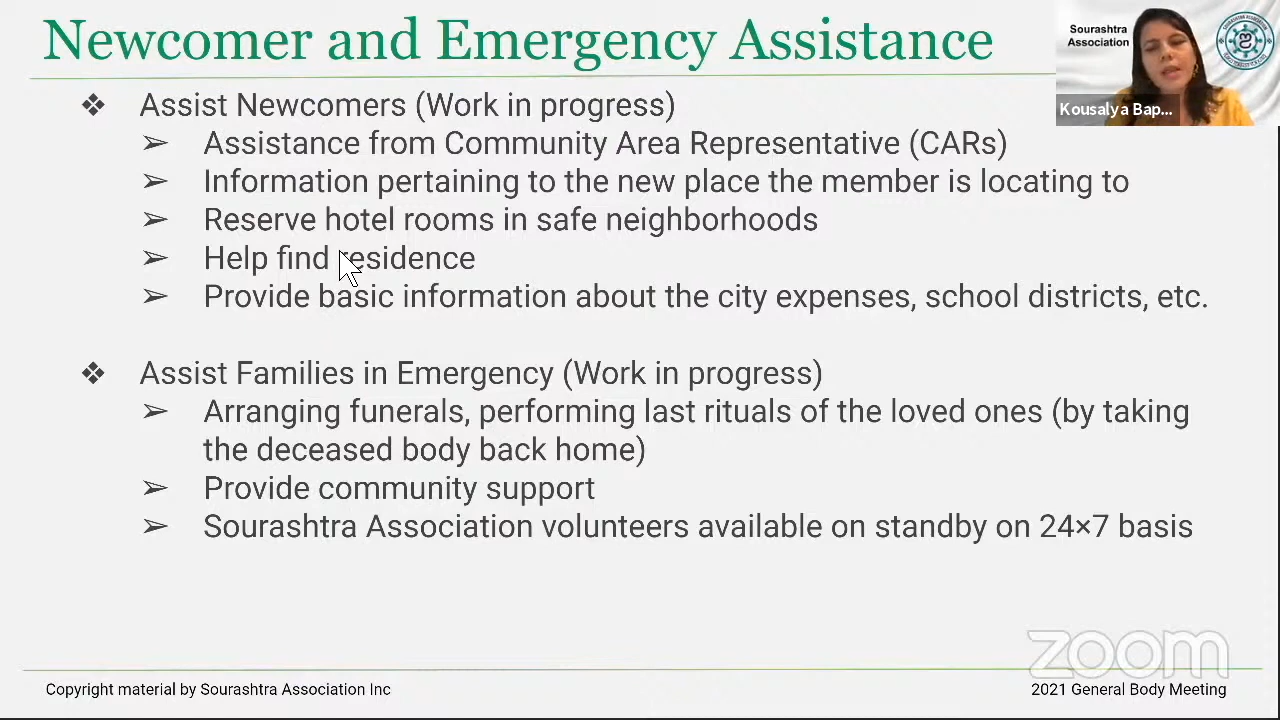 Newcomer and Emergency Assistance
Sourashtra
Association
Kousalya Bap...
❖ Assist Newcomers (Work in progress)
➢ Assistance from Community Area Representative (CARs)
➢ Information pertaining to the new place the member is locating to
➢ Reserve hotel rooms in safe neighborhoods
➢ Help find residence
➢ Provide basic information about the city expenses, school districts, etc.
❖ Assist Families in Emergency (Work in progress)
➢ Arranging funerals, performing last rituals of the loved ones (by taking
the deceased body back home)
➢ Provide community support
➢ Sourashtra Association volunteers available on standby on 24×7 basis
zoom
Copyright material by Sourashtra Association Inc
2021 General Body Meeting